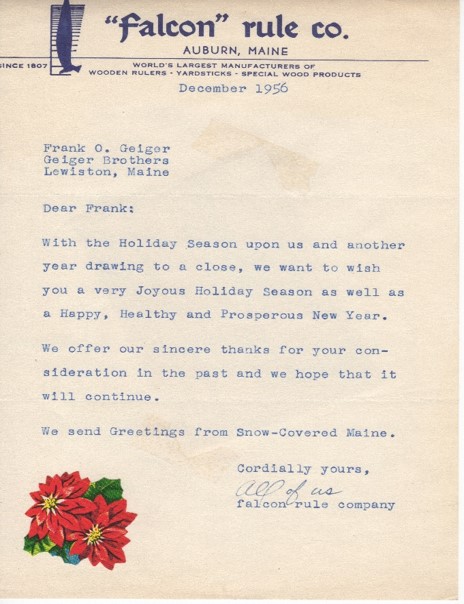 "falcon" rule co.
AUBURN, MAINE
SINCE 1807
WORLD'S LARGEST MANUFACTURERS OF
WOODEN RULERS · YARDSTICKS · SPECIAL WOOD PRODUCTS
December 1956
Frank O. Geiger
Geiger Brothers
Lewiston, Maine
Dear Frank:
With the Holiday Season upon us and another
year drawing to a close, we want to wish
you a very Joyous Holiday Season as well as
a Happy, Healthy and Prosperous New Year.
We offer our sincere thanks for your con-
sideration in the past and we hope that it
will continue.
We send Greetings from Snow-Covered Maine.
Cordially yours,
All of us
falcon rule company